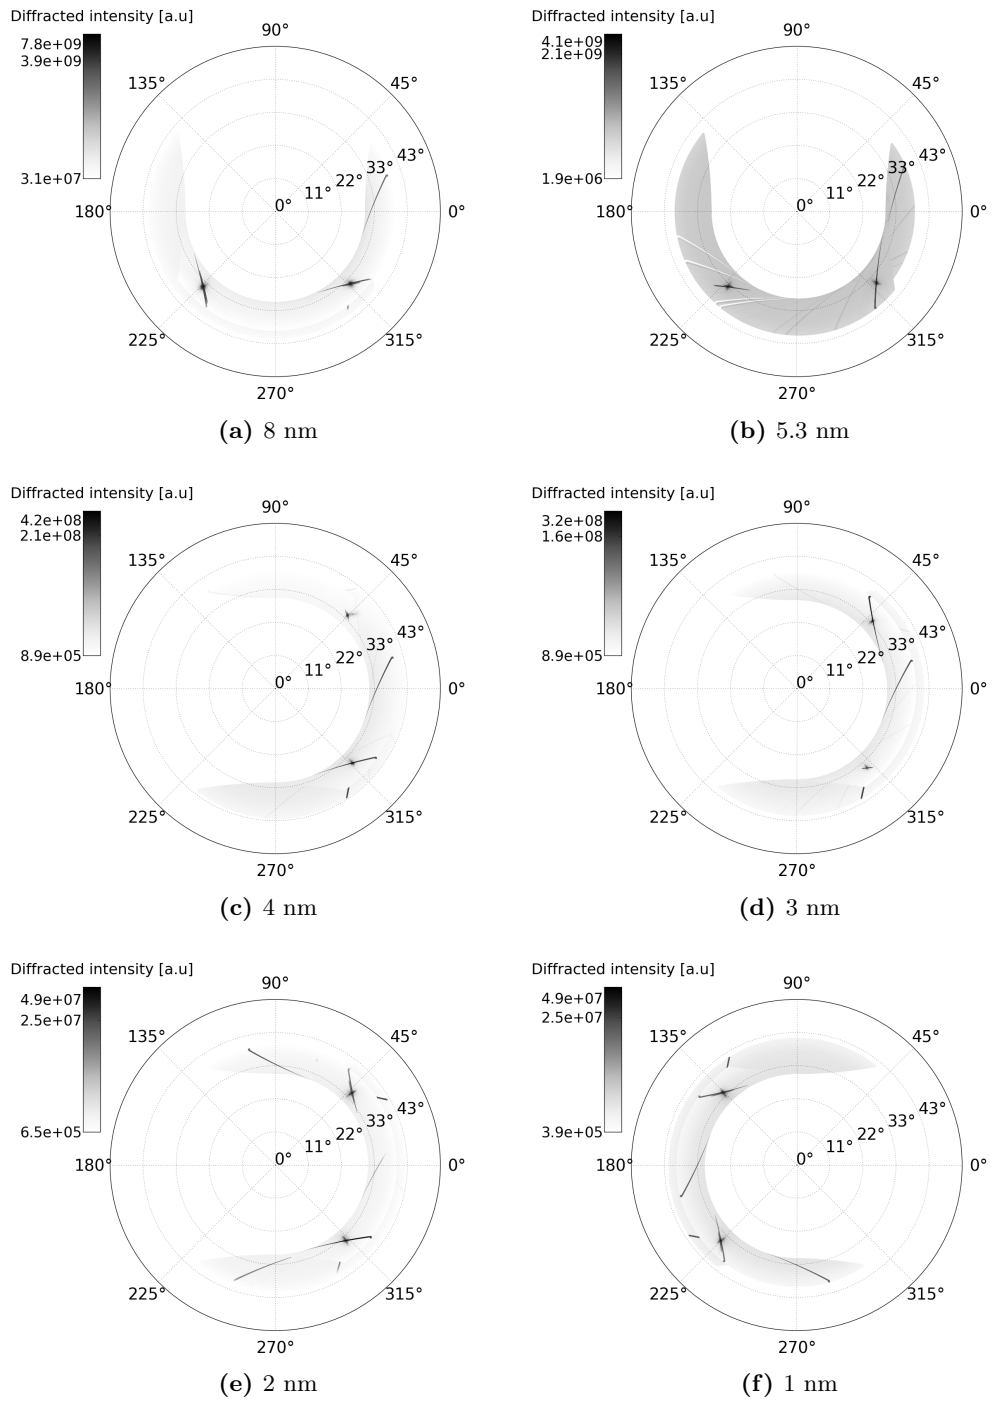 Diffracted intensity [a.u]
7.8e+09
3.9e+09
3.1e+07
90°
135°
45°
43°
33°
22°
11°
0°
180°
0°
225°
315°
270°
(a) 8 nm
Diffracted intensity [a.u]
4.1e+09
2.1e+09
1.9e+06
90°
135°
45°
43°
33°
22°
11°
0°
180°
0°
225°
315°
270°
(b) 5.3 nm
Diffracted intensity [a.u]
4.2e+08
2.1e+08
8.9e+05
90°
135°
45°
43°
33°
22°
11°
0°
180°
0°
225°
315°
270°
(c) 4 nm
Diffracted intensity [a.u]
3.2e+08
1.6e+08
8.9e+05
90°
135°
45°
43°
33°
22°
11°
0°
180°
0°
225°
315°
270°
(d) 3 nm
Diffracted intensity [a.u]
4.9e+07
2.5e+07
6.5e+05
90°
135°
45°
43°
33°
22°
11°
0°
180°
0°
225°
315°
270°
(e) 2 nm
Diffracted intensity [a.u]
4.9e+07
2.5e+07
3.9e+05
90°
135°
45°
43°
33°
22°
11°
0°
180°
0°
225°
315°
270°
(f) 1 nm